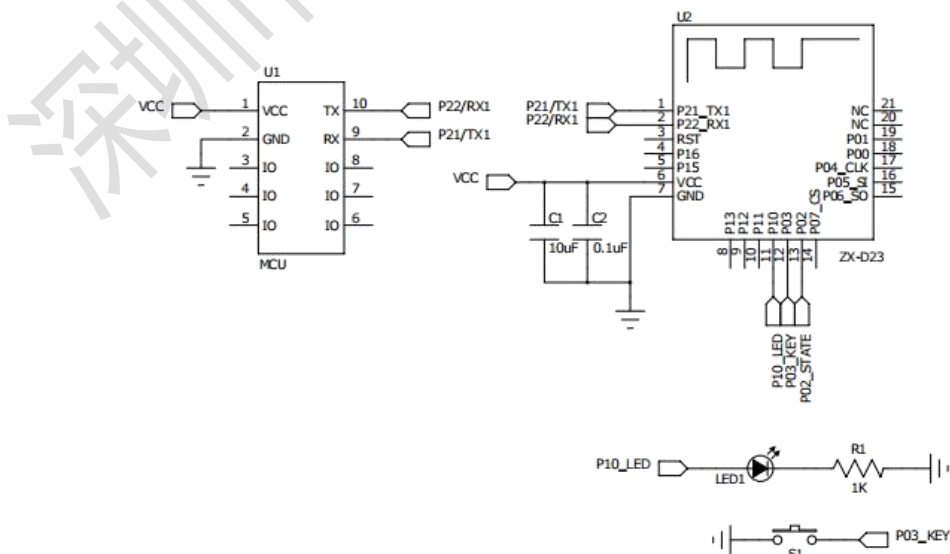 深圳市
U1
VCC
1
VCC
TX
10
P22/RX1
2
GND
RX
9
P21/TX1
3
IO
IO
8
4
IO
IO
7
5
IO
IO
6
MCU
U2
P21/TX1
1
P21_TX1
P22/RX1
2
P22_RX1
3
RST
4
P16
5
P15
VCC
6
VCC
7
GND
NC
21
NC
20
P01
19
P00
18
P04_CLK
17
P05_SI
16
P06_SO
15
P13
P12
P11
P10
P03
P02
P07_CS
8
9
10
11
12
13
14
ZX-D23
C1
10uF
C2
0.1uF
P10_LED
P03_KEY
P02_STATE
P10_LED
LED1
R1
1K
S1
P03_KEY